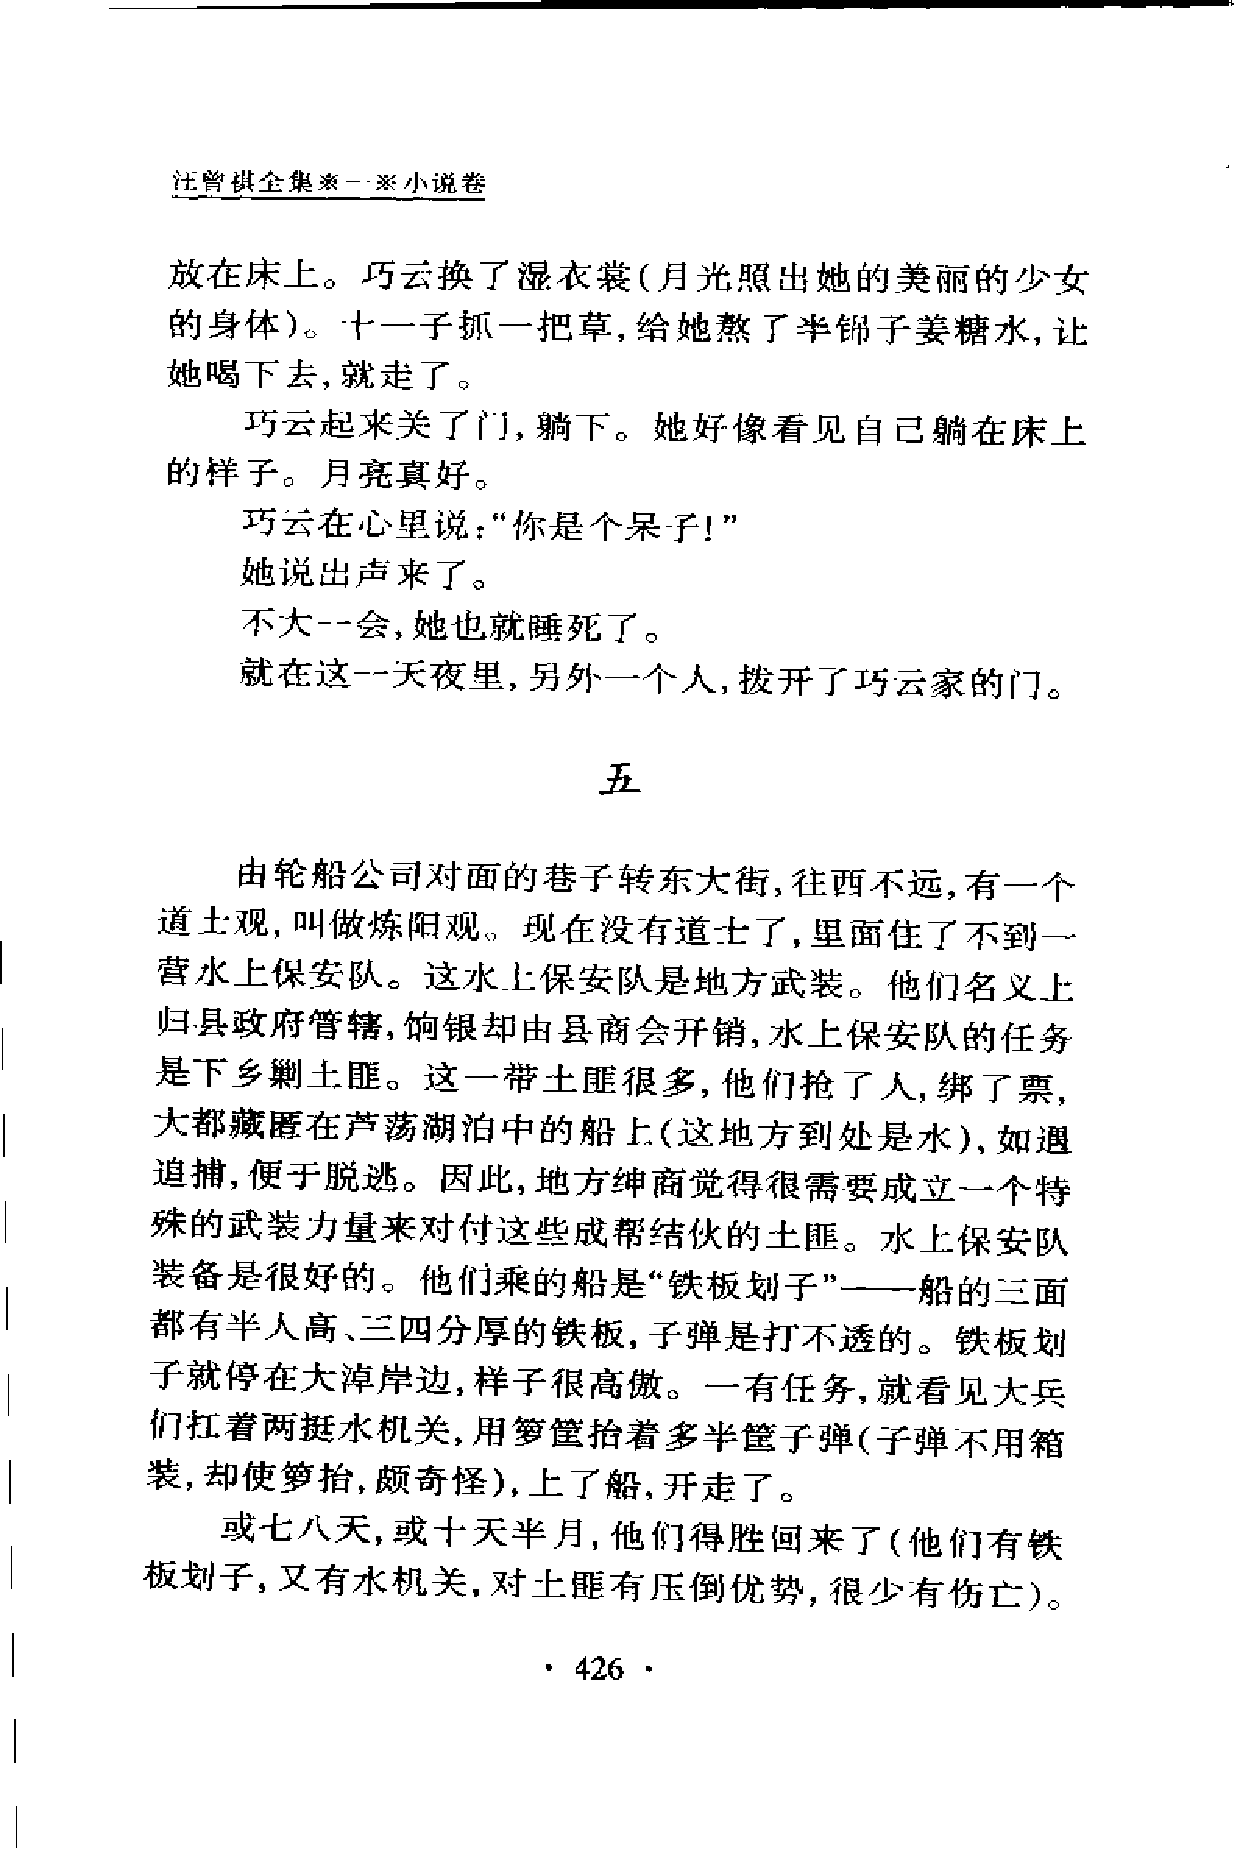 汪曾祺全集※一※小说卷
放在床上。巧云换了湿衣裳(月光照出她的美丽的少女
的身体)。十一子抓一把草,给她熬了半锅子姜糖水,让
她喝下去,就走了。
巧云起来关了门,躺下。她好像看见自己躺在床上
的样子。月亮真好。
巧云在心里说:“你是个呆子!”
她说出声来了。
不大一会,她也就睡死了。
就在这一天夜里,另外一个人,拨开了巧云家的门。
五
由轮船公司对面的巷子转东大街,往西不远,有一个
道士观,叫做炼阳观。现在没有道士了,里面住了不到一
营水上保安队。这水上保安队是地方武装。他们名义上
归县政府管辖,饷银却由县商会开销,水上保安队的任务
是下乡剿土匪。这一带土匪很多,他们抢了人,绑了票,
大都藏匿在芦荡湖泊中的船上(这地方到处是水),如遇
追捕,便于脱逃。因此,地方绅商觉得很需要成立一个特
殊的武装力量来对付这些成帮结伙的土匪。水上保安队
装备是很好的。他们乘的船是“铁板划子”——船的三面
都有半人高、三四分厚的铁板,子弹是打不透的。铁板划
子就停在大淖岸边,样子很高傲。一有任务,就看见大兵
们扛着两挺水机关,用箩筐抬着多半筐子弹(子弹不用箱
装,却使箩抬,颇奇怪),上了船,开走了。
或七八天,或十天半月,他们得胜回来了(他们有铁
板划子,又有水机关,对土匪有压倒优势,很少有伤亡)。
· 426 ·